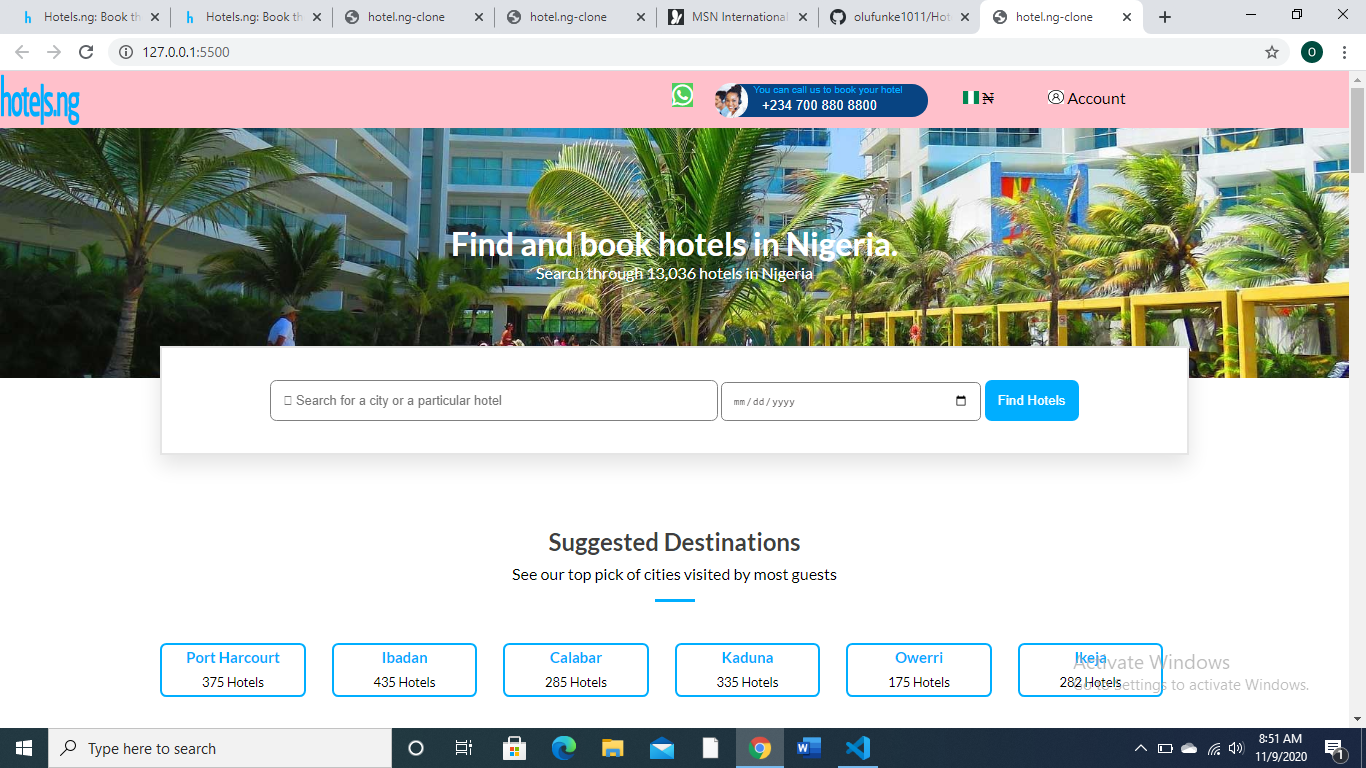 Hotels.ng: Book th
Hotels.ng: Book th
hotel.ng-clone
hotel.ng-clone
MSN International
olufunke1011/Hot
hotel.ng-clone
127.0.0.1:5500
O
hotels.ng
You can call us to book your hotel
+234 700 880 8800
₦
Account
Find and book hotels in Nigeria.
Search through 13,036 hotels in Nigeria
Search for a city or a particular hotel
mm/dd/yyyy
Find Hotels
Suggested Destinations
See our top pick of cities visited by most guests
Port Harcourt
375 Hotels
Ibadan
435 Hotels
Calabar
285 Hotels
Kaduna
335 Hotels
Owerri
175 Hotels
Ikeja
282 Hotels
Activate Windows
Go to Settings to activate Windows.
Type here to search
8:51 AM
11/9/2020
1